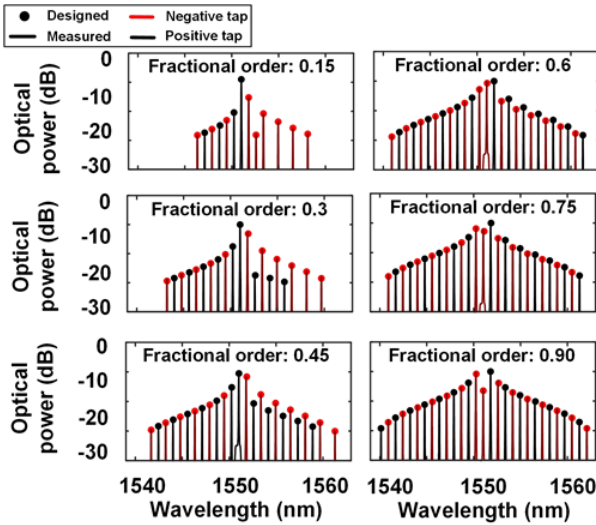 Designed
Negative tap
Measured
Positive tap
Optical
power (dB)
0
-10
-20
-30
Fractional order: 0.15
Fractional order: 0.6
Optical
power (dB)
0
-10
-20
-30
Fractional order: 0.3
Fractional order: 0.75
Optical
power (dB)
0
-10
-20
-30
Fractional order: 0.45
Fractional order: 0.90
1540
1550
1560
1540
1550
1560
Wavelength (nm)
Wavelength (nm)